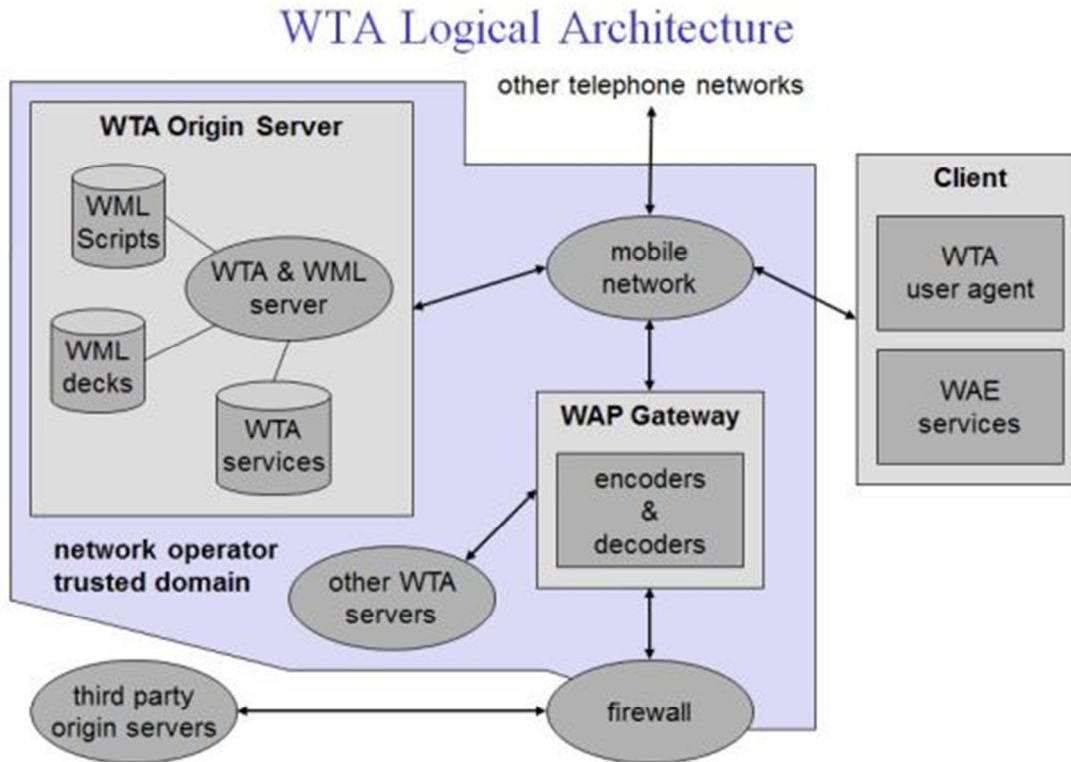 WTA Logical Architecture
other telephone networks
WTA Origin Server
WML
Scripts
WTA & WML
server
WML
decks
WTA
services
network operator
trusted domain
mobile
network
Client
WTA
user agent
WAE
services
WAP Gateway
encoders
&
decoders
other WTA
servers
third party
origin servers
firewall